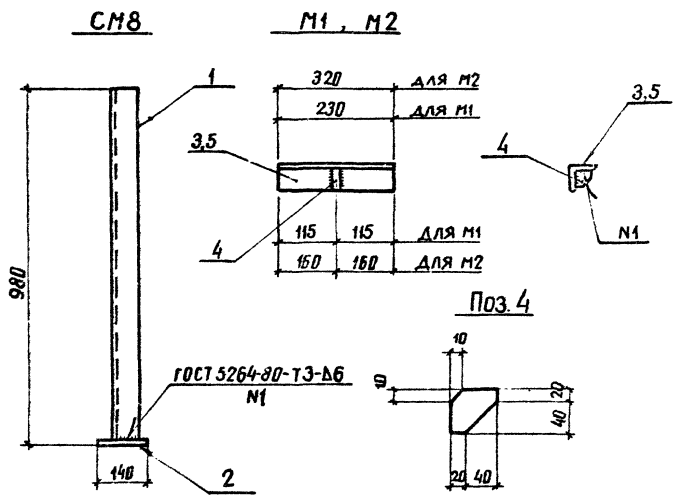 СМ8
М1, М2
1
320 для М2
230 для М1
3,5
4
115 115 для М1
160 160 для М2
3,5
4
N1
980
ГОСТ 5264-80-Т3-Δ6
N1
140
2
Поз. 4
10
10
20
40
20 40